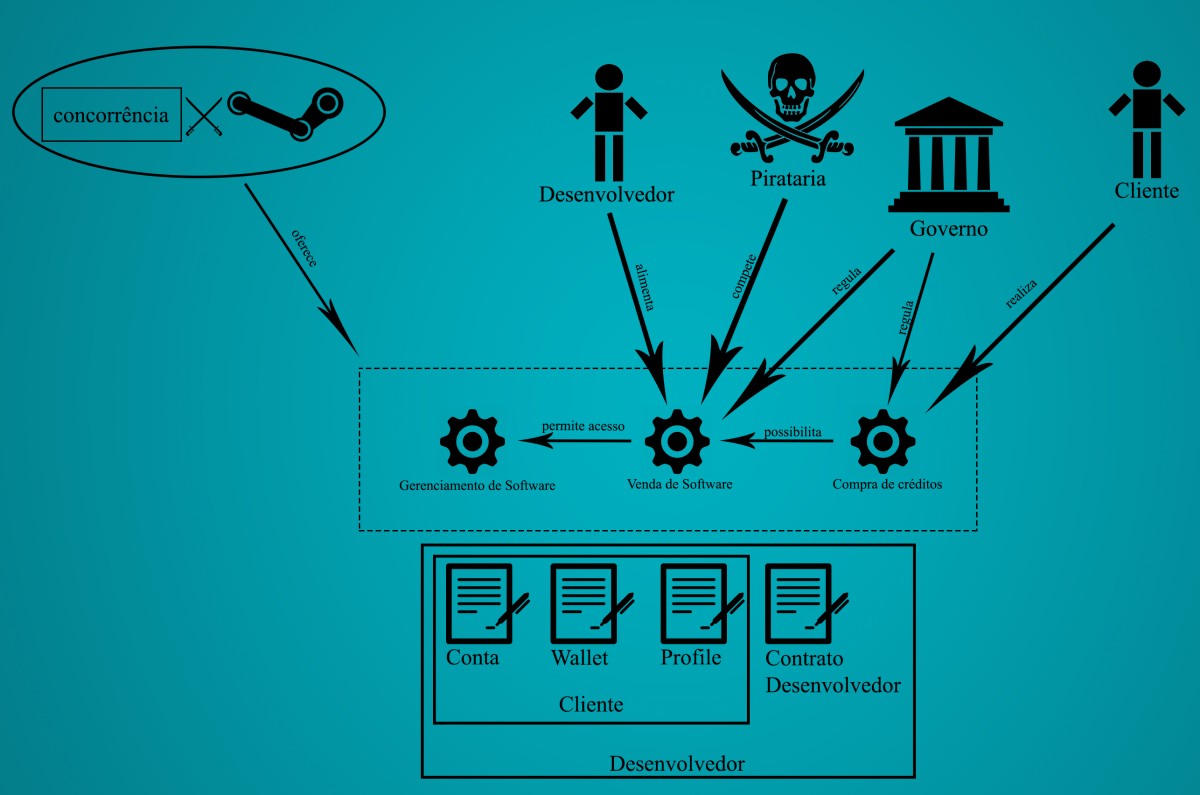 concorrência
Desenvolvedor
Pirataria
Governo
Cliente
oferece
alimenta
compete
regula
regula
realiza
permite acesso
possibilita
Gerenciamento de Software
Venda de Software
Compra de créditos
Conta
Wallet
Profile
Contrato
Desenvolvedor
Cliente
Desenvolvedor